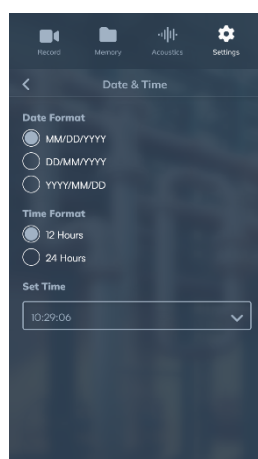 Record Memory Acoustics Settings
Date & Time
Date Format
MM/DD/YYYY
DD/MM/YYYY
YYYY/MM/DD
Time Format
12 Hours
24 Hours
Set Time
10:29:06